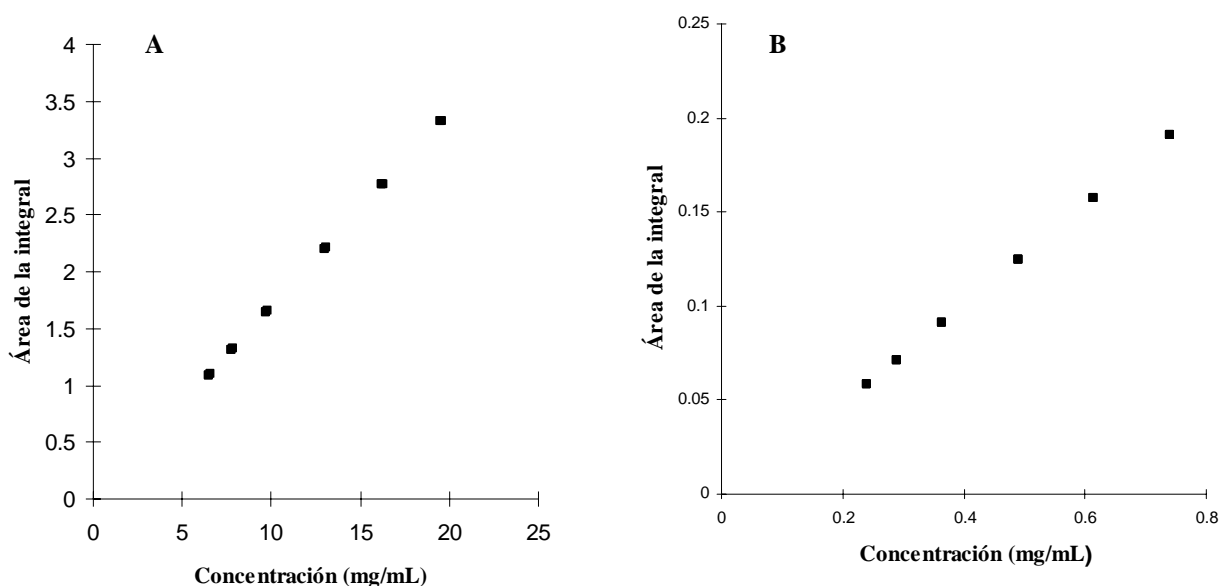 A
4
3.5
3
2.5
2
1.5
1
0.5
0
0 5 10 15 20 25
Área de la integral
Concentración (mg/mL)
B
0.25
0.2
0.15
0.1
0.05
0
0 0.2 0.4 0.6 0.8
Área de la integral
Concentración (mg/mL)